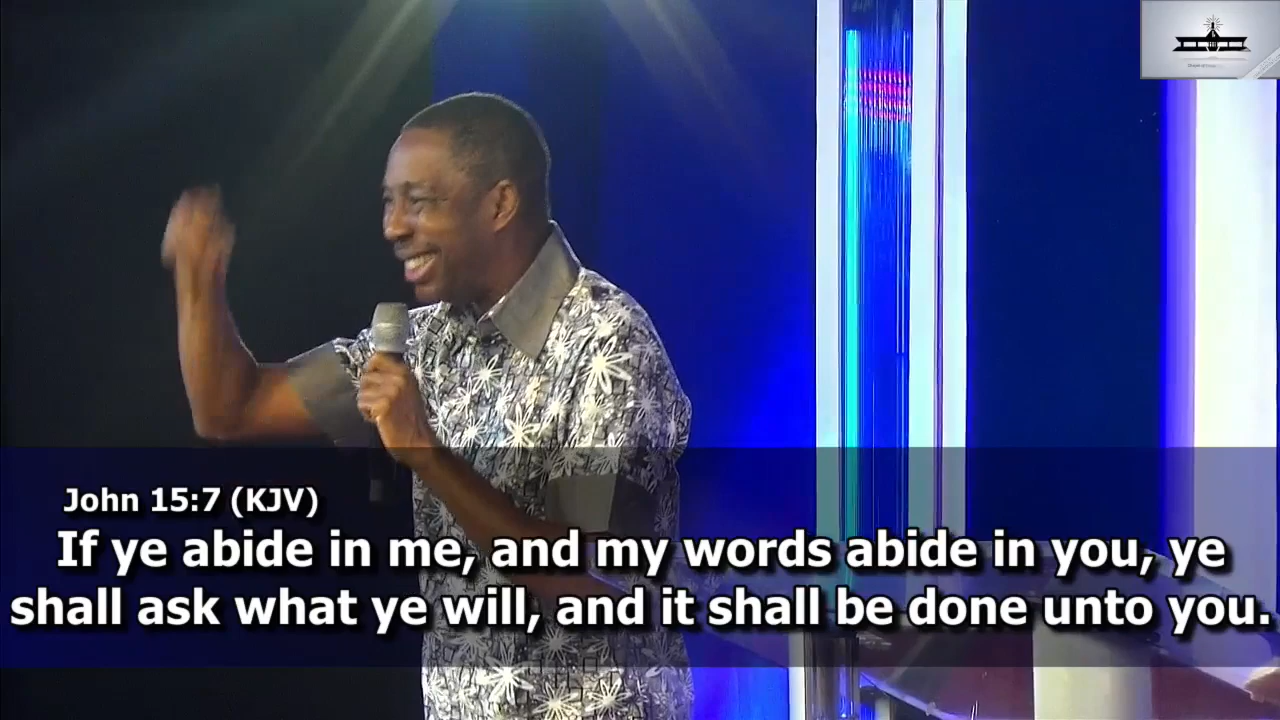 John 15:7 (KJV)
If ye abide in me, and my words abide in you, ye
shall ask what ye will, and it shall be done unto you.